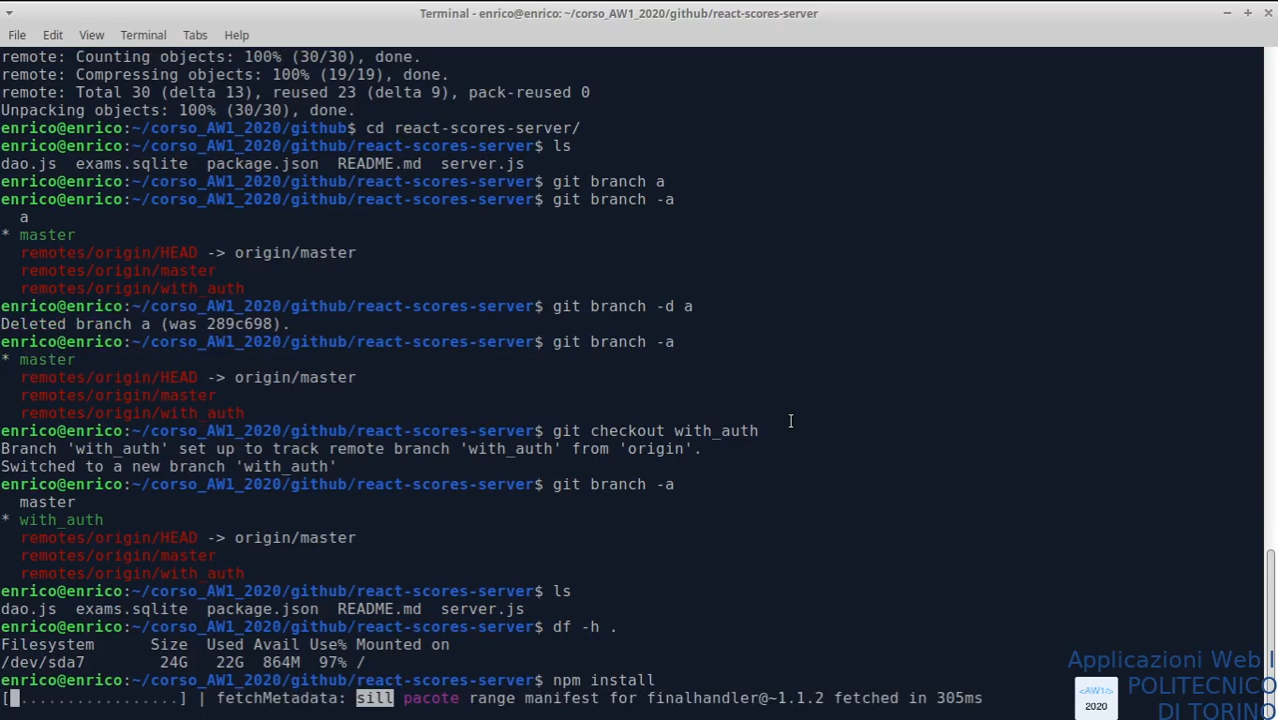 Terminal - enrico@enrico: ~/corso_AW1_2020/github/react-scores-server
File Edit View Terminal Tabs Help
remote: Counting objects: 100% (30/30), done.
remote: Compressing objects: 100% (19/19), done.
remote: Total 30 (delta 13), reused 23 (delta 9), pack-reused 0
Unpacking objects: 100% (30/30), done.
enrico@enrico:~/corso_AW1_2020/github$ cd react-scores-server/
enrico@enrico:~/corso_AW1_2020/github/react-scores-server$ ls
dao.js exams.sqlite package.json README.md server.js
enrico@enrico:~/corso_AW1_2020/github/react-scores-server$ git branch a
enrico@enrico:~/corso_AW1_2020/github/react-scores-server$ git branch -a
a
* master
remotes/origin/HEAD -> origin/master
remotes/origin/master
remotes/origin/with_auth
enrico@enrico:~/corso_AW1_2020/github/react-scores-server$ git branch -d a
Deleted branch a (was 289c698).
enrico@enrico:~/corso_AW1_2020/github/react-scores-server$ git branch -a
* master
remotes/origin/HEAD -> origin/master
remotes/origin/master
remotes/origin/with_auth
enrico@enrico:~/corso_AW1_2020/github/react-scores-server$ git checkout with_auth
Branch 'with_auth' set up to track remote branch 'with_auth' from 'origin'.
Switched to a new branch 'with_auth'
enrico@enrico:~/corso_AW1_2020/github/react-scores-server$ git branch -a
master
* with_auth
remotes/origin/HEAD -> origin/master
remotes/origin/master
remotes/origin/with_auth
enrico@enrico:~/corso_AW1_2020/github/react-scores-server$ ls
dao.js exams.sqlite package.json README.md server.js
enrico@enrico:~/corso_AW1_2020/github/react-scores-server$ df -h .
Filesystem Size Used Avail Use% Mounted on
/dev/sda7 24G 22G 864M 97% /
enrico@enrico:~/corso_AW1_2020/github/react-scores-server$ npm install
[ .................] | fetchMetadata: sill pacote range manifest for finalhandler@~1.1.2 fetched in 305ms
Applicazioni Web I
POLITECNICO
DI TORINO
<AW1/>
2020